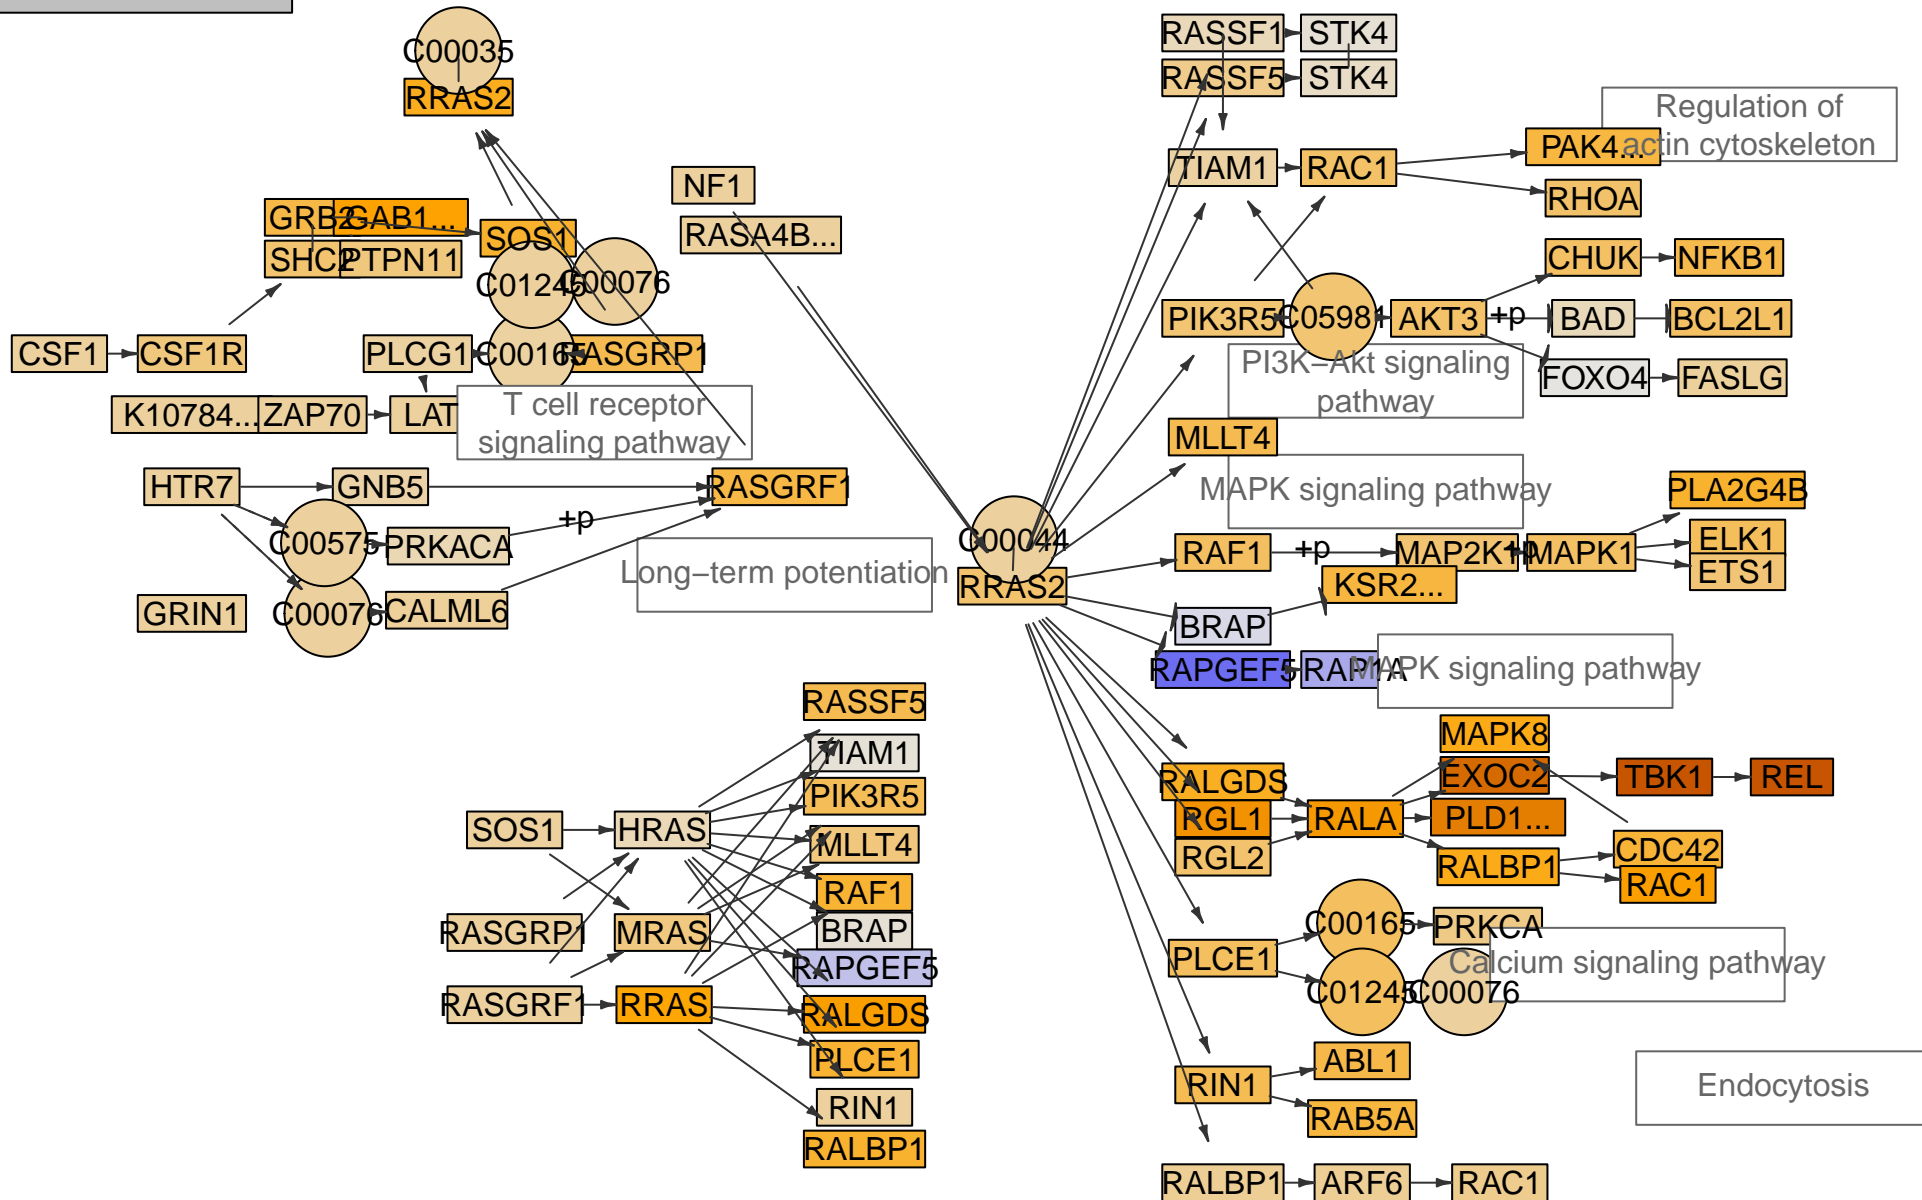 C00035
RRAS2
NF1
RASA4B...
GRB2
GAB1...
SOS1
SHC2
PTPN11
C01245
C00076
CSF1
CSF1R
PLCG1
C00165
RASGRP1
K10784...
ZAP70
LAT
T cell receptor
signaling pathway
HTR7
GNB5
RASGRF1
+p
C00575
PRKACA
Long−term potentiation
GRIN1
C00076
CALML6
C00044
RRAS2
RASSF1
STK4
RASSF5
STK4
Regulation of
actin cytoskeleton
PAK4...
TIAM1
RAC1
RHOA
CHUK
NFKB1
PIK3R5
C05981
AKT3
+p
BAD
BCL2L1
PI3K−Akt signaling
pathway
FOXO4
FASLG
MLLT4
MAPK signaling pathway
PLA2G4B
RAF1
+p
MAP2K1
+p
MAPK1
ELK1
ETS1
KSR2...
BRAP
RAPGEF5
RAP1A
MAPK signaling pathway
MAPK8
RALGDS
EXOC2
TBK1
REL
RGL1
RALA
PLD1...
RGL2
RALBP1
CDC42
RAC1
C00165
PRKCA
PLCE1
Calcium signaling pathway
C01245
C00076
ABL1
RIN1
RAB5A
Endocytosis
RALBP1
ARF6
RAC1
RASSF5
TIAM1
PIK3R5
SOS1
HRAS
MLLT4
RAF1
RASGRP1
MRAS
BRAP
RAPGEF5
RASGRF1
RRAS
RALGDS
PLCE1
RIN1
RALBP1